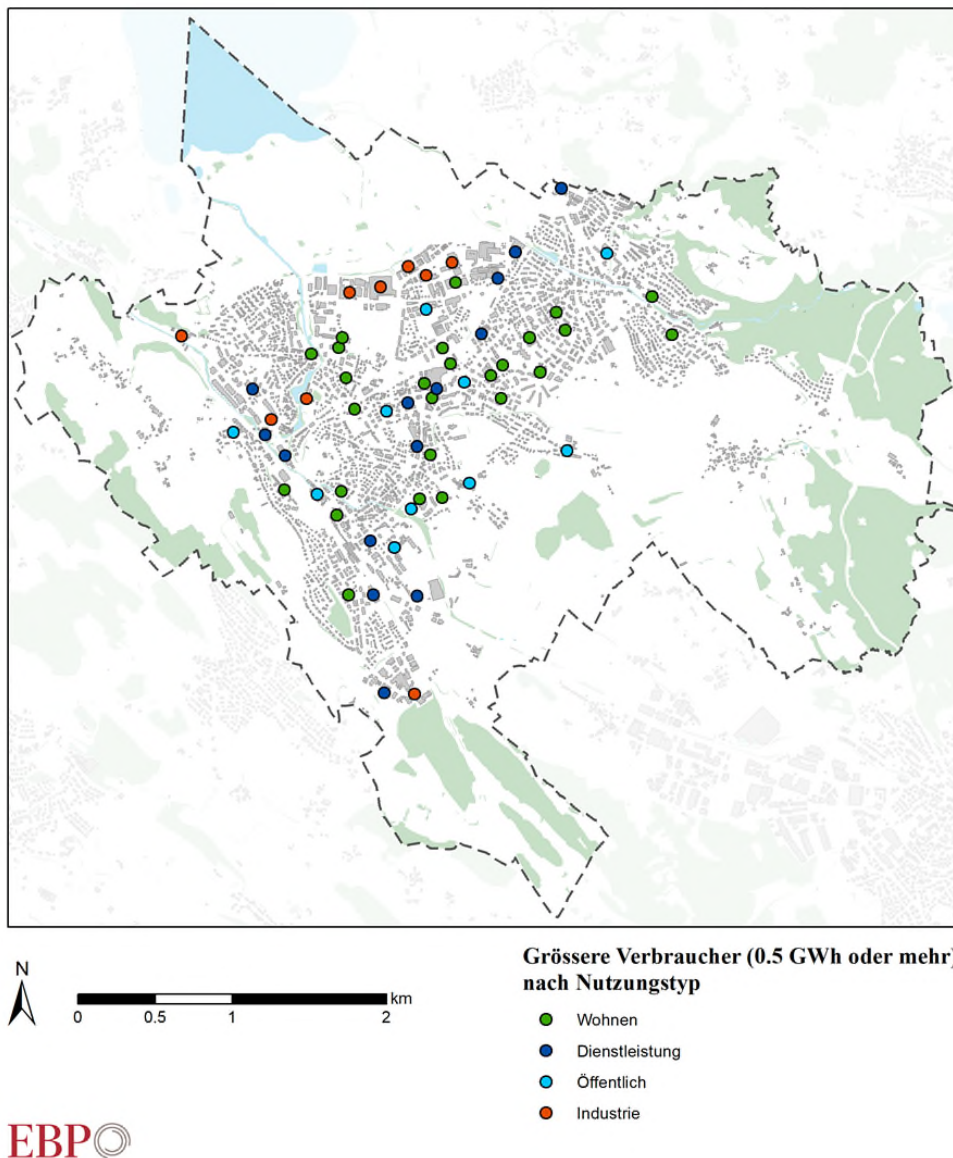 N
0 0.5 1 2 km
Grössere Verbraucher (0.5 GWh oder mehr)
nach Nutzungstyp
Wohnen
Dienstleistung
Öffentlich
Industrie
EBP